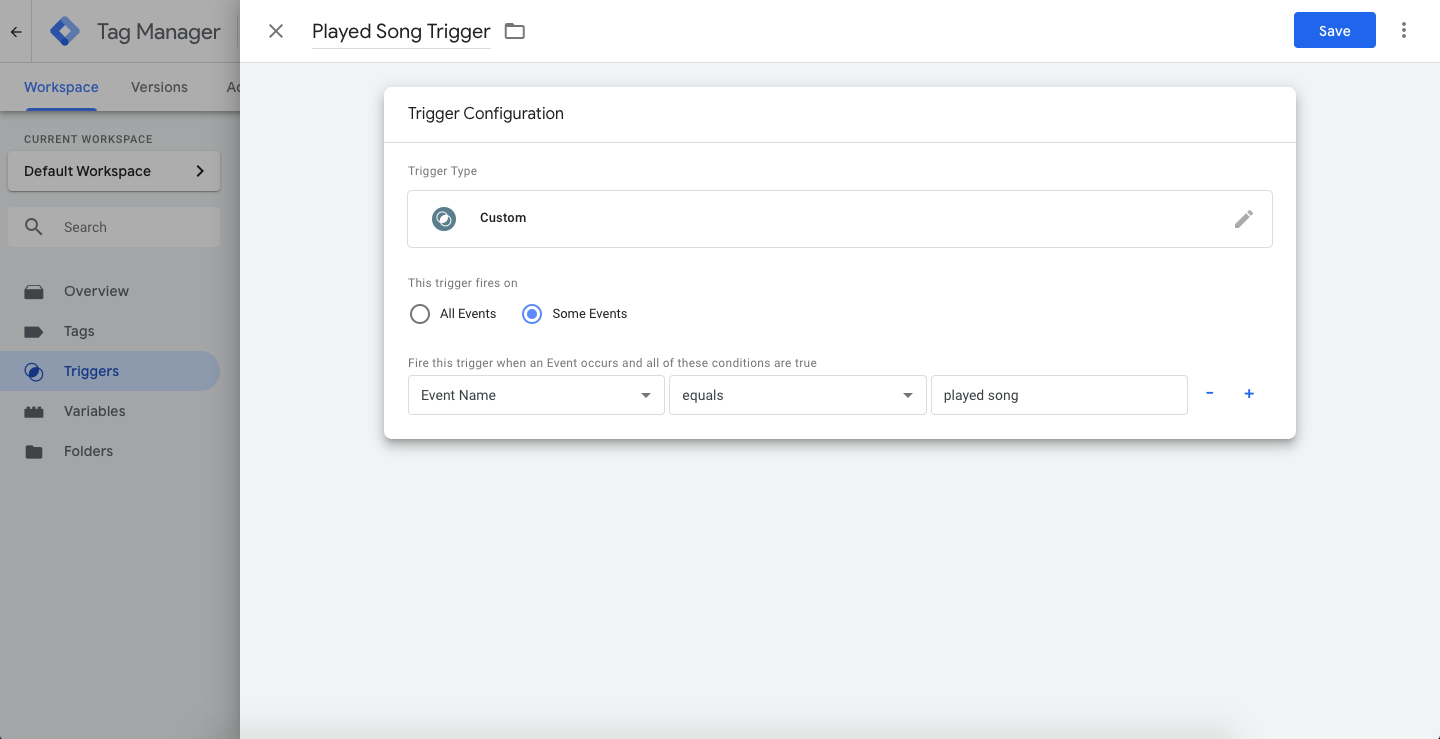 Tag Manager
Workspace Versions
CURRENT WORKSPACE
Default Workspace
Search
Overview
Tags
Triggers
Variables
Folders
Played Song Trigger
Save
Trigger Configuration
Trigger Type
Custom
This trigger fires on
All Events Some Events
Fire this trigger when an Event occurs and all of these conditions are true
Event Name equals played song - +